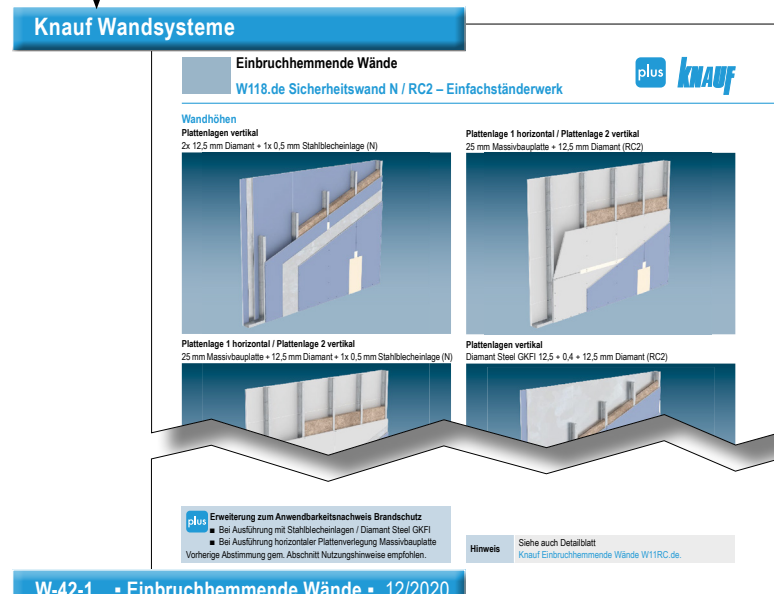 Knauf Wandsysteme
Einbruchhemmende Wände
W118.de Sicherheitswand N / RC2 – Einfachständerwerk
plus KNAUF
Wandhöhen
Plattenlagen vertikal
2x 12,5 mm Diamant + 1x 0,5 mm Stahlblecheinlage (N)
Plattenlage 1 horizontal / Plattenlage 2 vertikal
25 mm Massivbauplatte + 12,5 mm Diamant (RC2)
Plattenlage 1 horizontal / Plattenlage 2 vertikal
25 mm Massivbauplatte + 12,5 mm Diamant + 1x 0,5 mm Stahlblecheinlage (N)
Plattenlagen vertikal
Diamant Steel GKFI 12,5 + 0,4 + 12,5 mm Diamant (RC2)
plus Erweiterung zum Anwendbarkeitsnachweis Brandschutz
■ Bei Ausführung mit Stahlblecheinlagen / Diamant Steel GKFI
■ Bei Ausführung horizontaler Plattenverlegung Massivbauplatte
Vorherige Abstimmung gem. Abschnitt Nutzungshinweise empfohlen.
Hinweis
Siehe auch Detailblatt
Knauf Einbruchhemmende Wände W11RC.de.
W-42-1 ▪ Einbruchhemmende Wände ▪ 12/2020